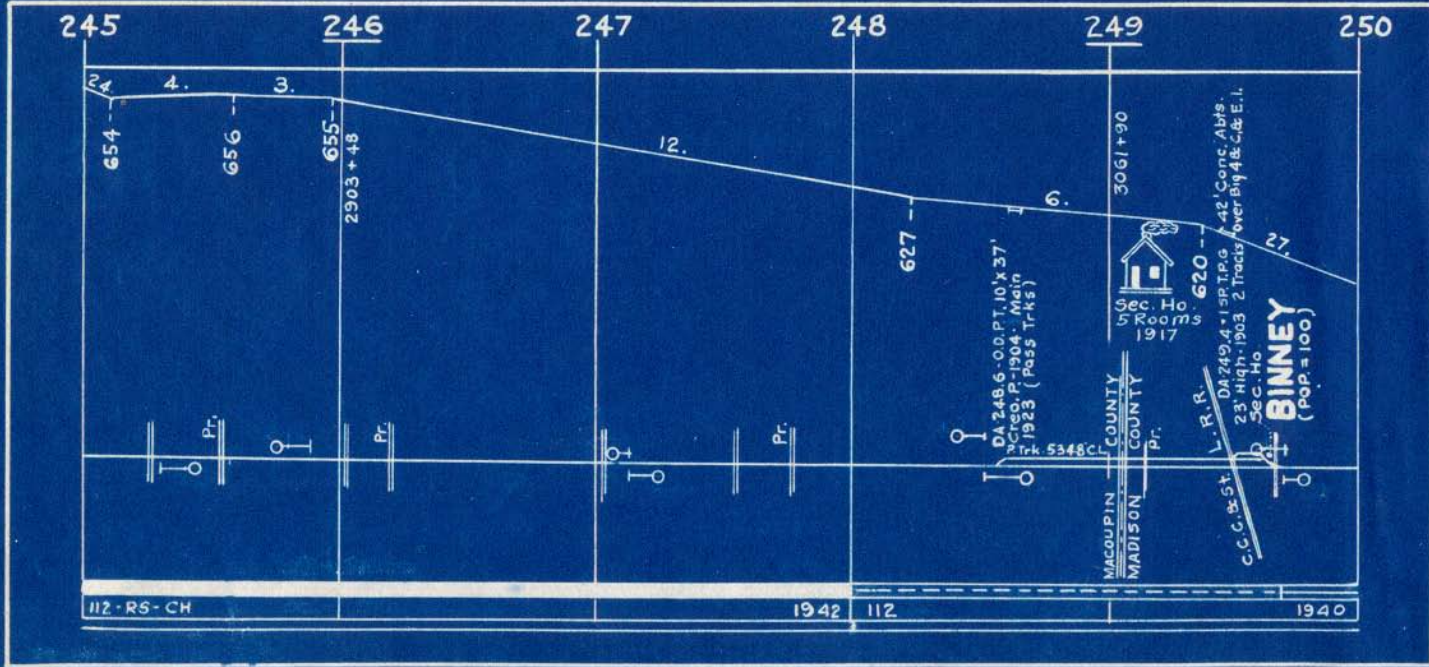 245 246 247 248 249 250
24 4. 3. 12. 6. 27.
654
656
655
2903 + 48
627
3061+90
620
DA 248.6 - O.D.P.T. 10' x 37'
Creo. P. - 1904. Main
1923 (Pass Trks)
Sec. Ho.
5 Rooms
1917
DA 249.4 - 1 SP. T.P.G 42' Conc. Abts.
23' High - 1903 2 Tracks over Big 4 & C. & E. I.
Sec. Ho.
BINNEY
(POP. = 100)
Pr.
Pr.
Pr.
P. Trk. 5348' C.L
Pr.
MACOUPIN COUNTY
MADISON COUNTY
C. C. C. & St. L. R. R.
112 - RS - CH 1942 112 1940